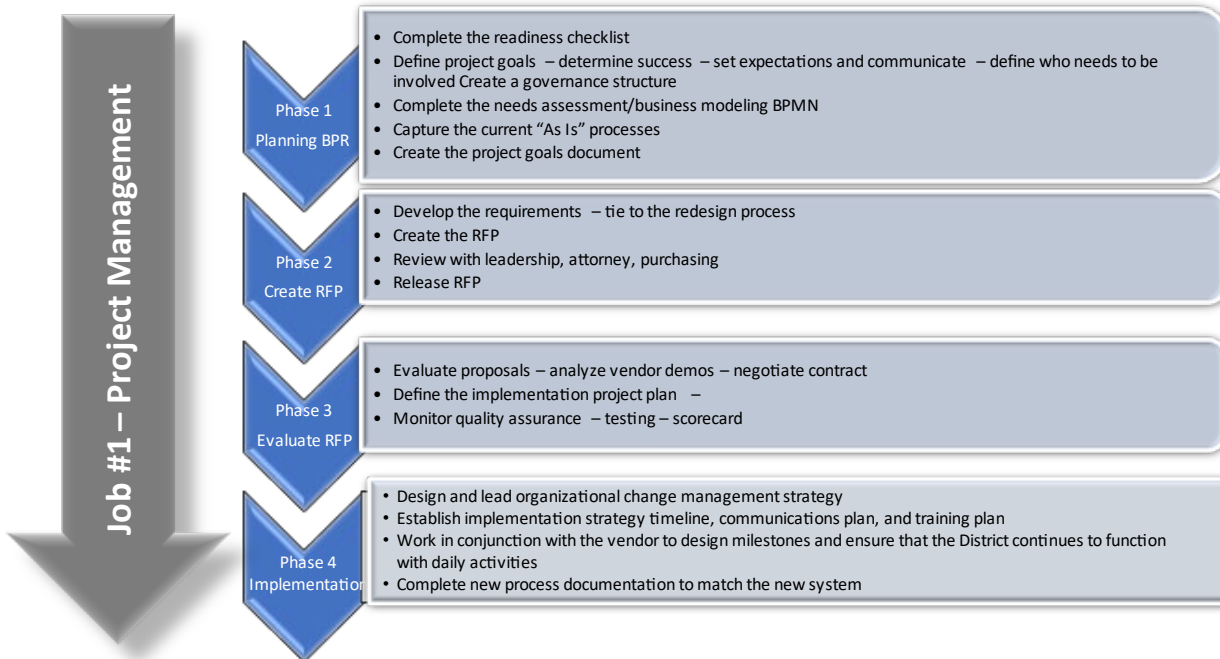 Job #1 – Project Management
Phase 1
Planning BPR
• Complete the readiness checklist
• Define project goals – determine success – set expectations and communicate – define who needs to be
involved Create a governance structure
• Complete the needs assessment/business modeling BPMN
• Capture the current “As Is” processes
• Create the project goals document
Phase 2
Create RFP
• Develop the requirements – tie to the redesign process
• Create the RFP
• Review with leadership, attorney, purchasing
• Release RFP
Phase 3
Evaluate RFP
• Evaluate proposals – analyze vendor demos – negotiate contract
• Define the implementation project plan –
• Monitor quality assurance – testing – scorecard
Phase 4
Implementation
• Design and lead organizational change management strategy
• Establish implementation strategy timeline, communications plan, and training plan
• Work in conjunction with the vendor to design milestones and ensure that the District continues to function
with daily activities
• Complete new process documentation to match the new system